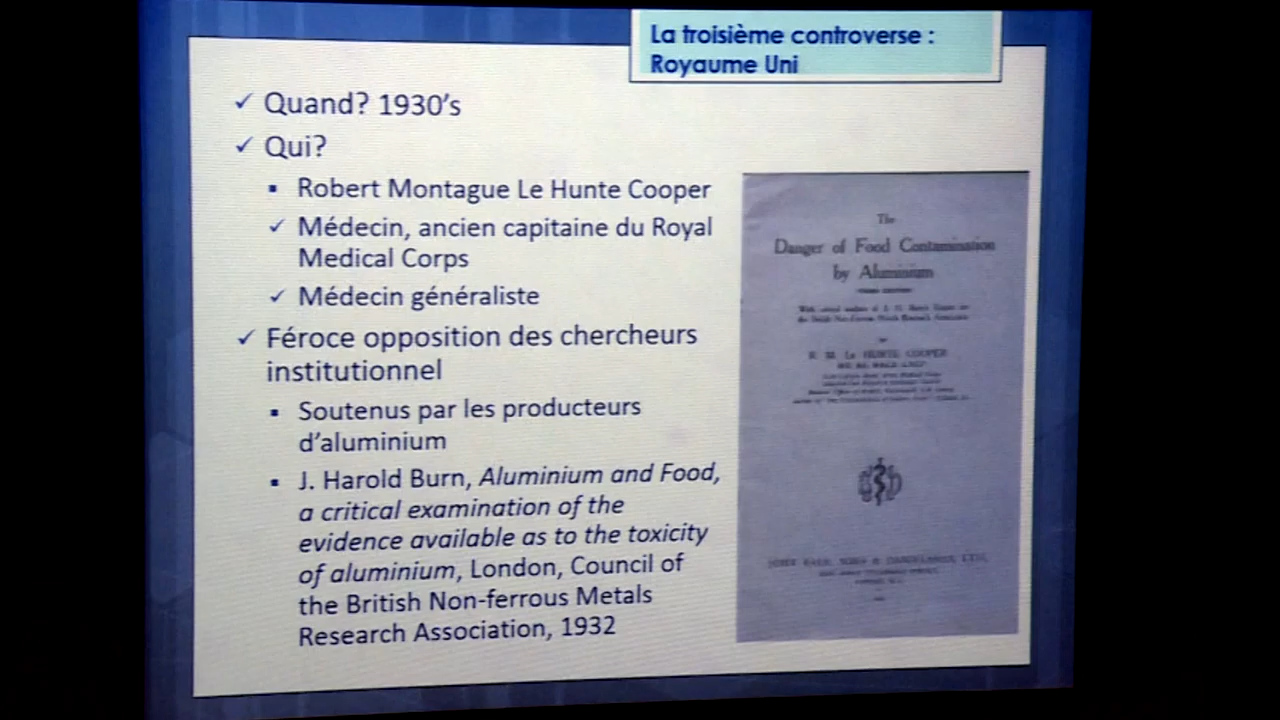 La troisième controverse :
Royaume Uni
✓ Quand? 1930's
✓ Qui?
▪ Robert Montague Le Hunte Cooper
✓ Médecin, ancien capitaine du Royal
Medical Corps
✓ Médecin généraliste
✓ Féroce opposition des chercheurs
institutionnel
▪ Soutenus par les producteurs
d'aluminium
▪ J. Harold Burn, Aluminium and Food,
a critical examination of the
evidence available as to the toxicity
of aluminium, London, Council of
the British Non-ferrous Metals
Research Association, 1932
The
Danger of Food Contamination
by Aluminium
R. M. Le HUNTE COOPER